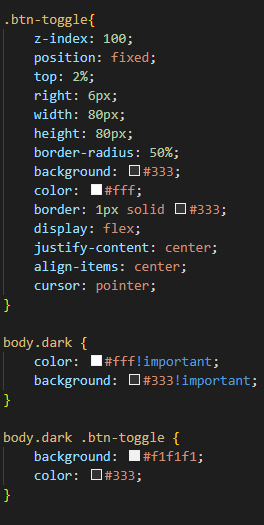 .btn-toggle{
    z-index: 100;
    position: fixed;
    top: 2%;
    right: 6px;
    width: 80px;
    height: 80px;
    border-radius: 50%;
    background: #333;
    color: #fff;
    border: 1px solid #333;
    display: flex;
    justify-content: center;
    align-items: center;
    cursor: pointer;
}

body.dark {
    color: #fff!important;
    background: #333!important;
}

body.dark .btn-toggle {
    background: #f1f1f1;
    color: #333;
}